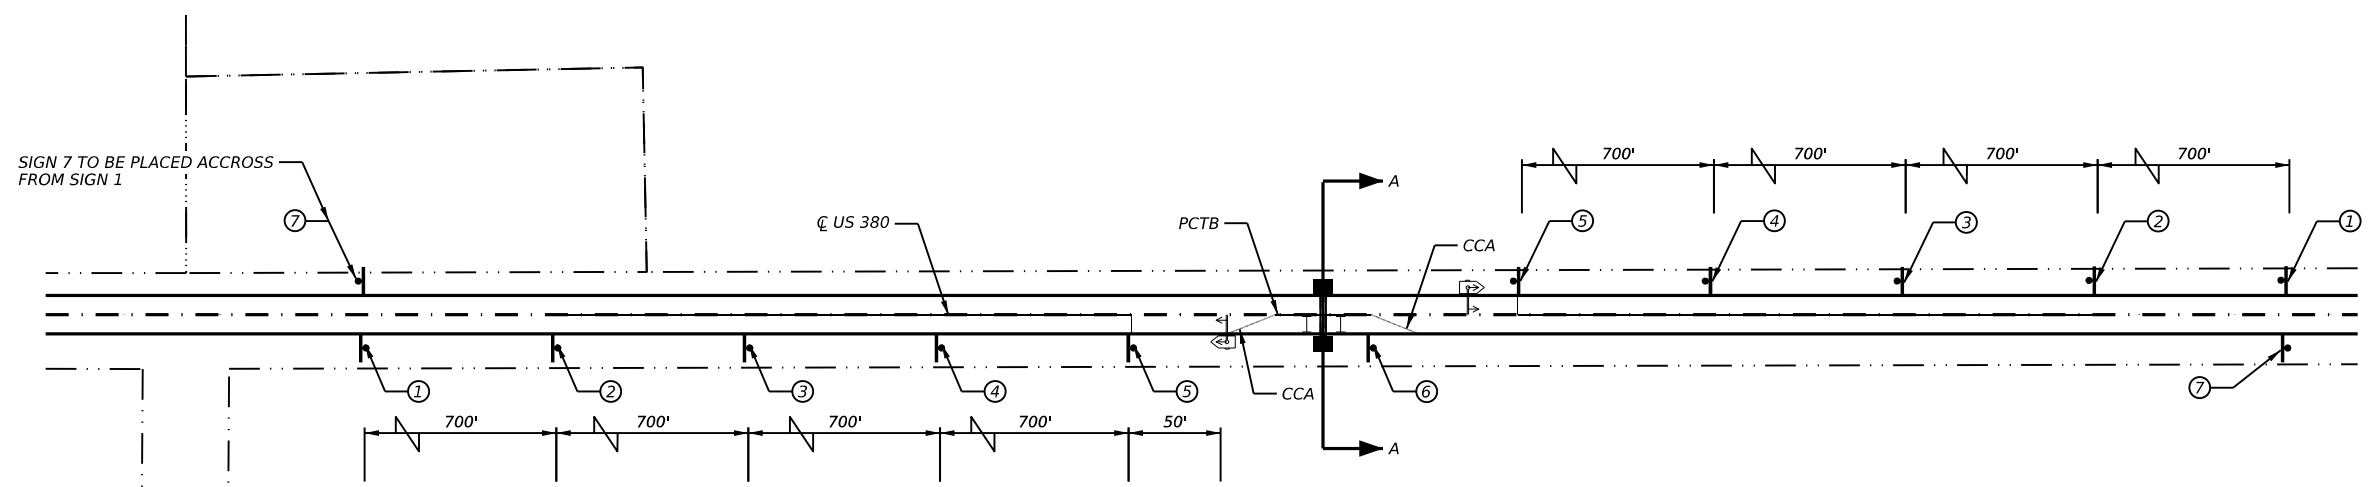 700' 700' 700' 700'
SIGN 7 TO BE PLACED ACCROSS
FROM SIGN 1
A
7
℄ US 380
PCTB
5
4
3
2
1
CCA
1
2
3
4
5
CCA
6
7
700' 700' 700' 700' 50'
A